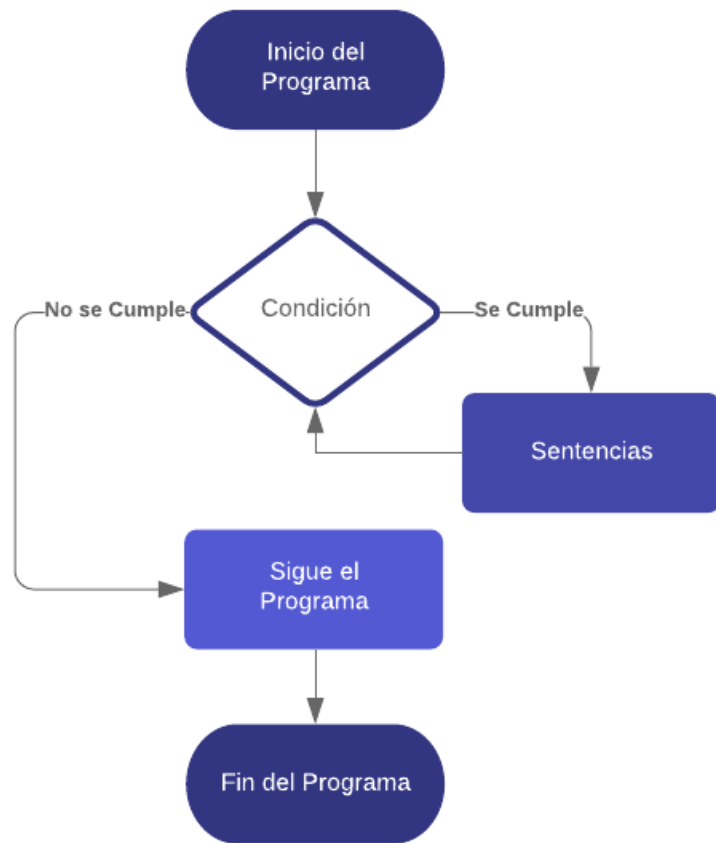 Inicio del
Programa
Condición
No se Cumple
Se Cumple
Sentencias
Sigue el
Programa
Fin del Programa